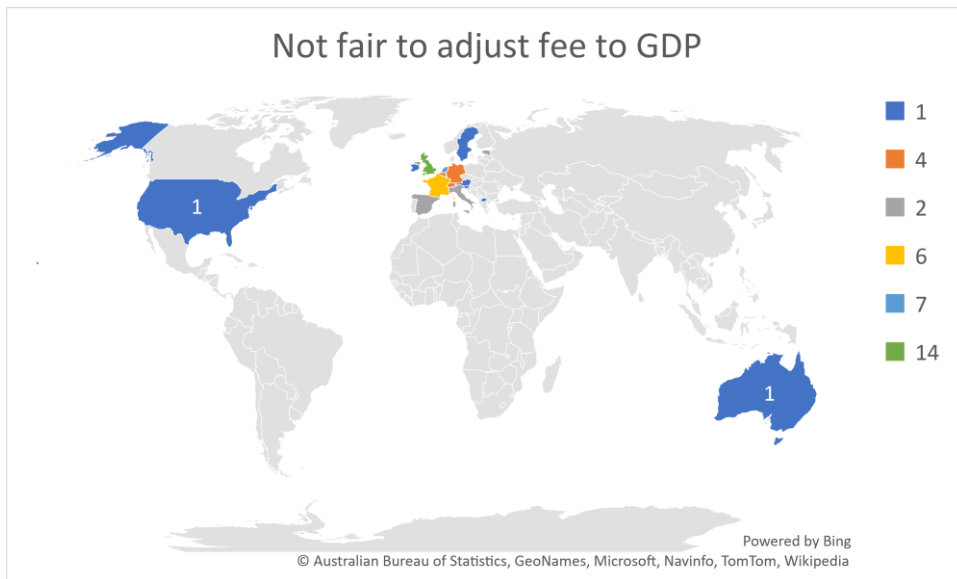 Not fair to adjust fee to GDP
1
4
2
6
7
14
1
1
Powered by Bing
© Australian Bureau of Statistics, GeoNames, Microsoft, Navinfo, TomTom, Wikipedia